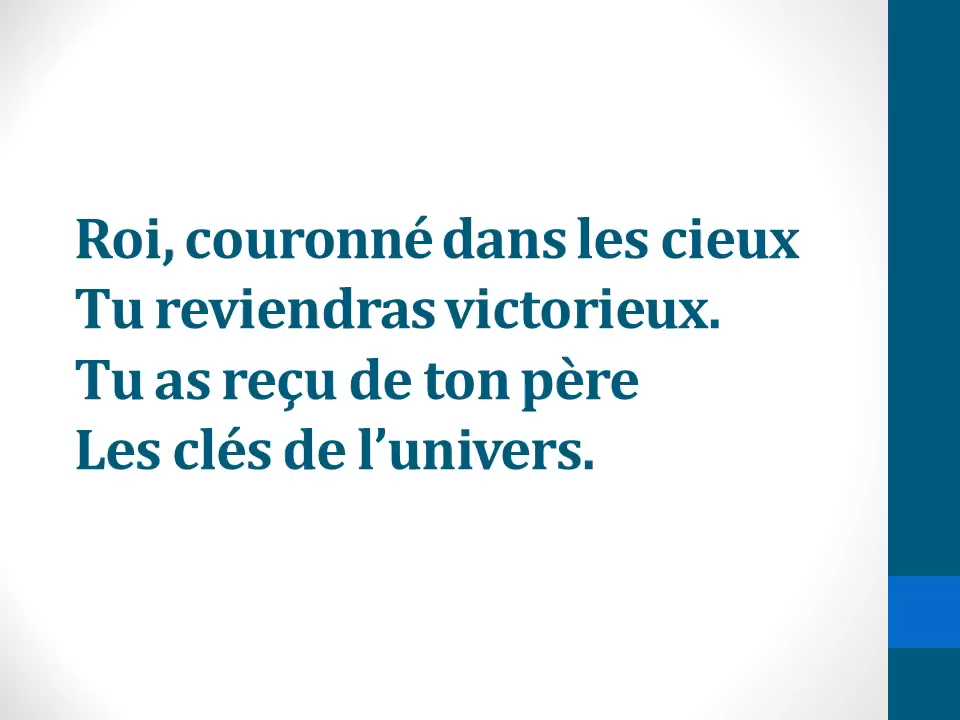 Roi, couronné dans les cieux
Tu reviendras victorieux.
Tu as reçu de ton père
Les clés de l’univers.